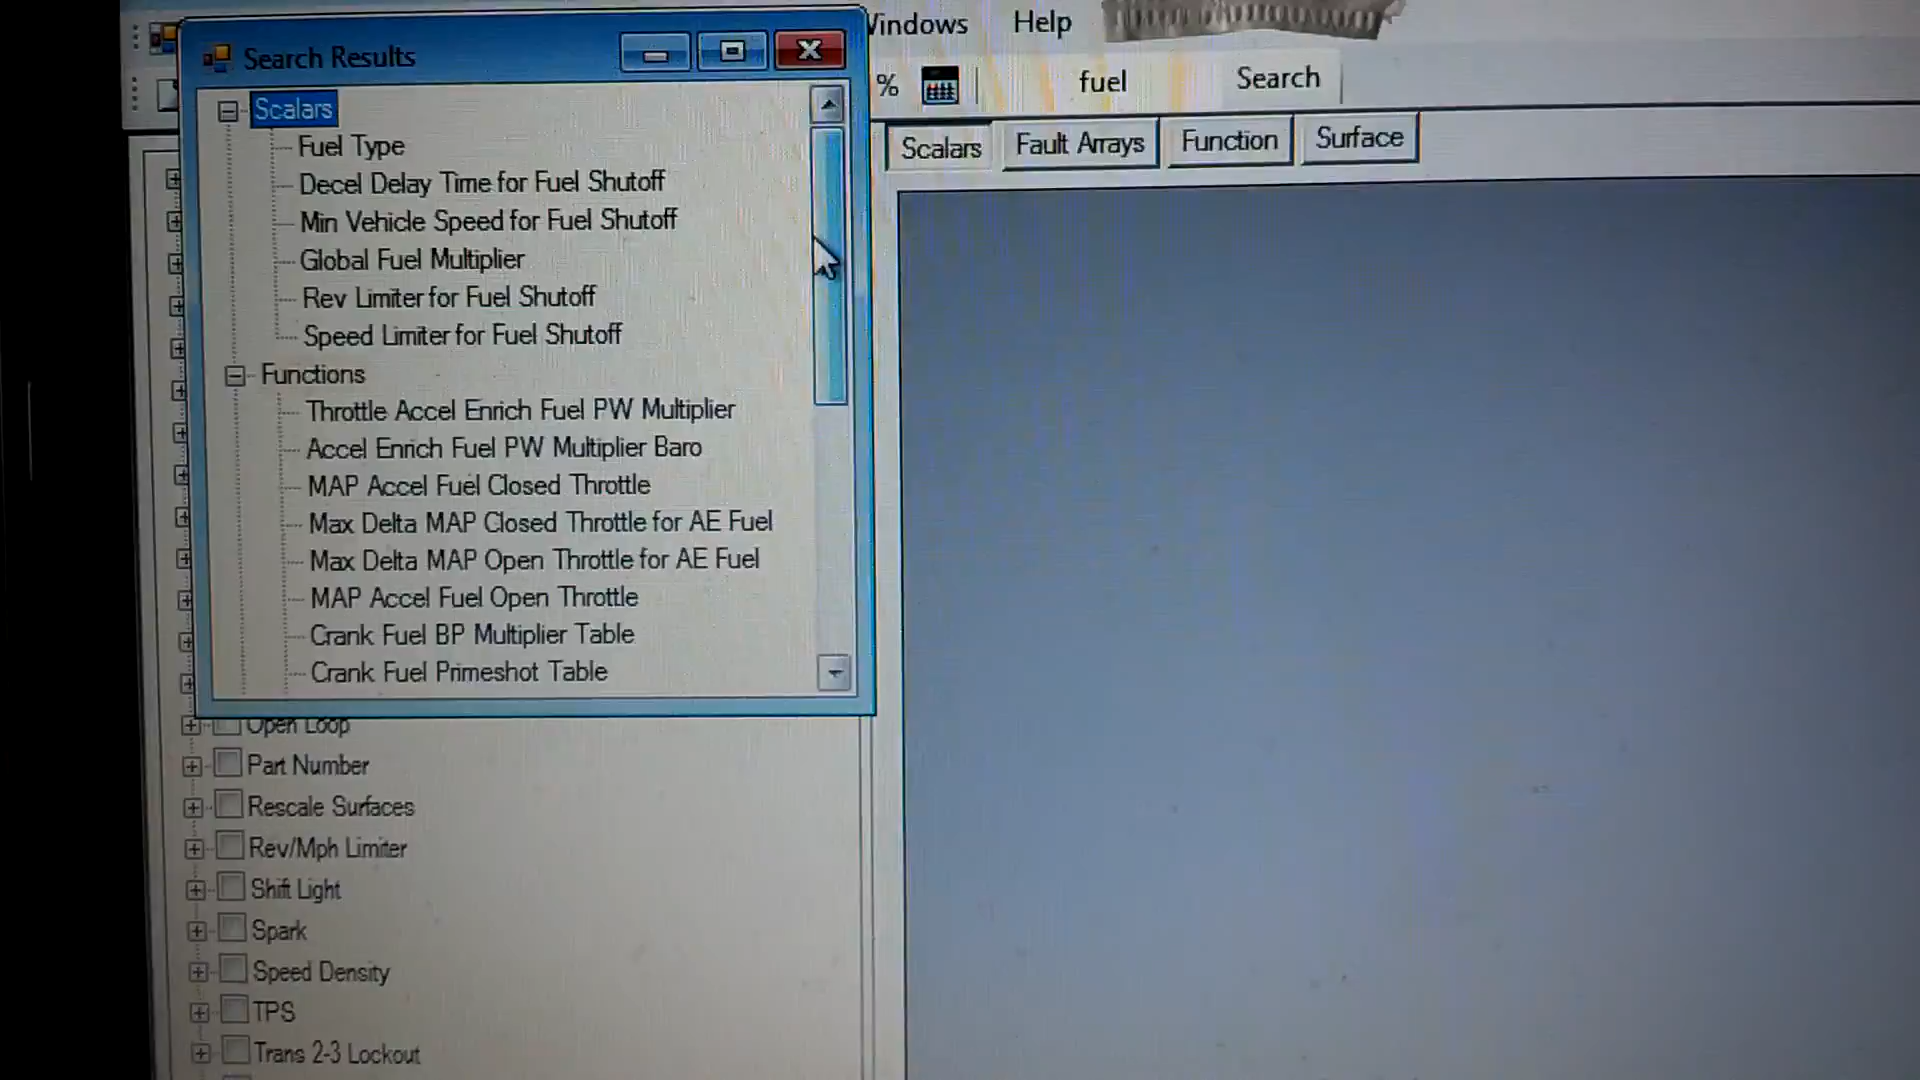 Windows Help
Search Results
% fuel Search
Scalars Fault Arrays Function Surface
Scalars
Fuel Type
Decel Delay Time for Fuel Shutoff
Min Vehicle Speed for Fuel Shutoff
Global Fuel Multiplier
Rev Limiter for Fuel Shutoff
Speed Limiter for Fuel Shutoff
Functions
Throttle Accel Enrich Fuel PW Multiplier
Accel Enrich Fuel PW Multiplier Baro
MAP Accel Fuel Closed Throttle
Max Delta MAP Closed Throttle for AE Fuel
Max Delta MAP Open Throttle for AE Fuel
MAP Accel Fuel Open Throttle
Crank Fuel BP Multiplier Table
Crank Fuel Primeshot Table
Open Loop
Part Number
Rescale Surfaces
Rev/Mph Limiter
Shift Light
Spark
Speed Density
TPS
Trans 2-3 Lockout